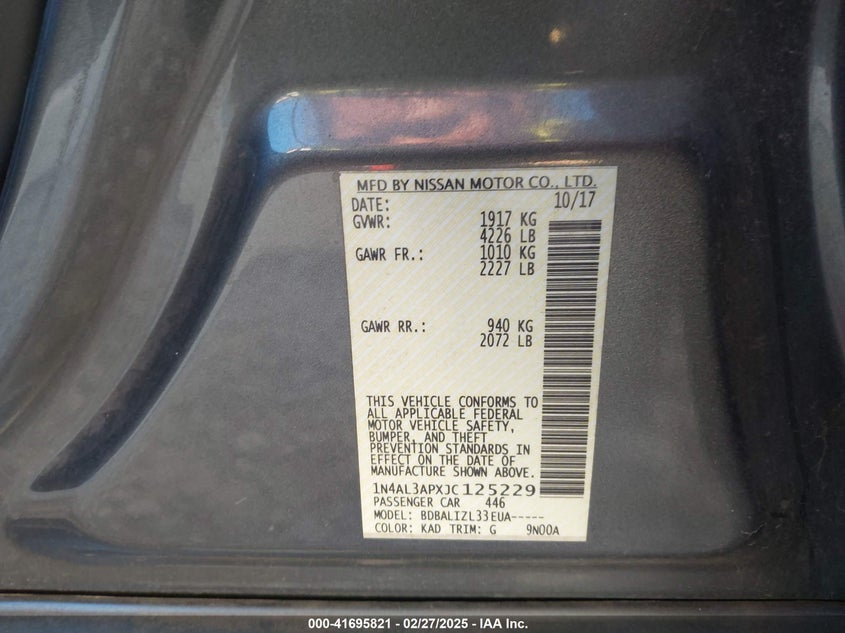 MFD BY NISSAN MOTOR CO., LTD.
DATE: 10/17
GVWR: 1917 KG
4226 LB
GAWR FR.: 1010 KG
2227 LB
GAWR RR.: 940 KG
2072 LB
THIS VEHICLE CONFORMS TO
ALL APPLICABLE FEDERAL
MOTOR VEHICLE SAFETY,
BUMPER, AND THEFT
PREVENTION STANDARDS IN
EFFECT ON THE DATE OF
MANUFACTURE SHOWN ABOVE.
1N4AL3APXJC125229
PASSENGER CAR 446
MODEL: BDBALIZL33EUA-----
COLOR: KAD TRIM: G 9N00A
000-41695821 - 02/27/2025 - IAA Inc.